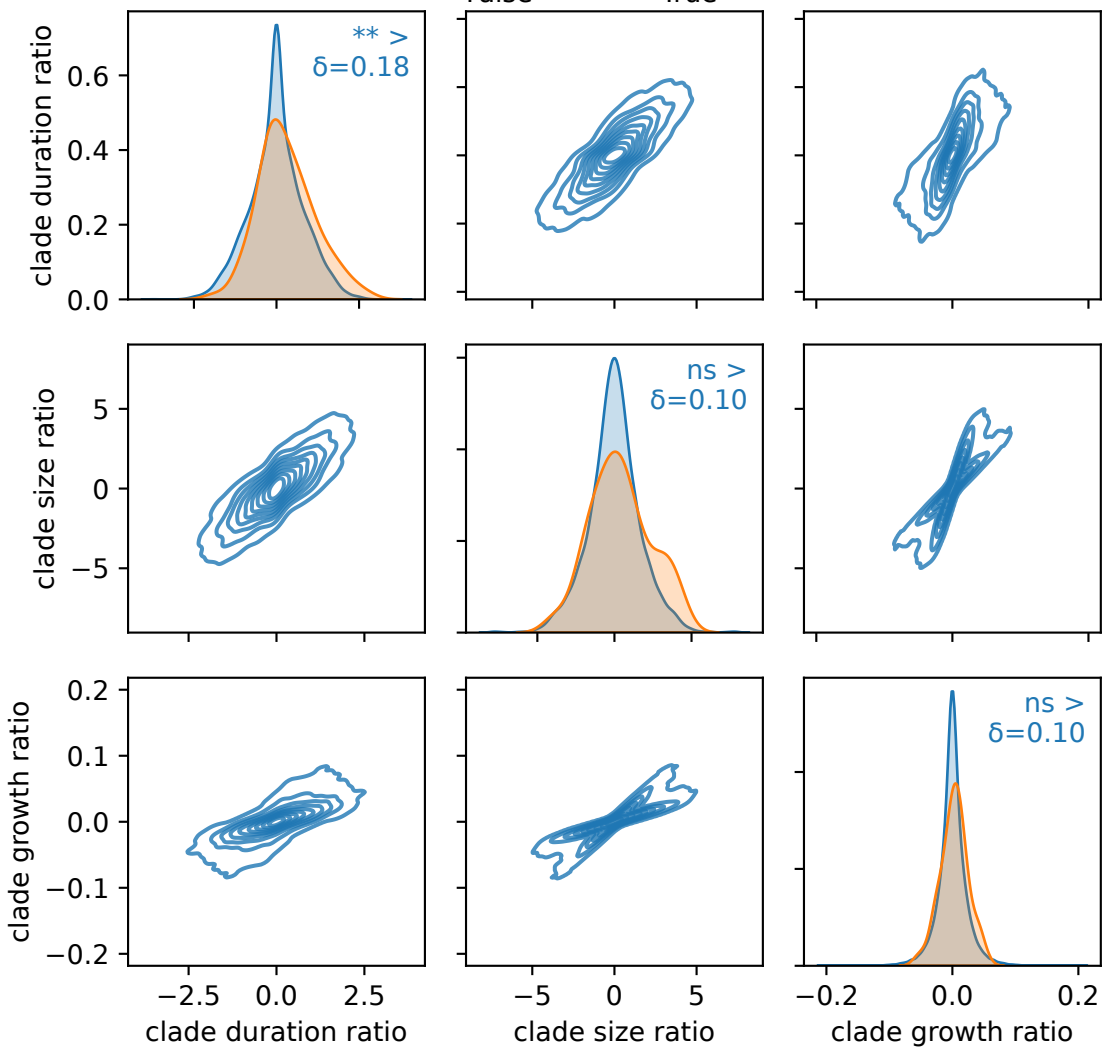 False True
clade duration ratio
0.6
0.4
0.2
0.0
** >
δ=0.18
clade size ratio
5
0
−5
ns >
δ=0.10
clade growth ratio
0.2
0.1
0.0
−0.1
−0.2
ns >
δ=0.10
−2.5 0.0 2.5
−5 0 5
−0.2 0.0 0.2
clade duration ratio
clade size ratio
clade growth ratio